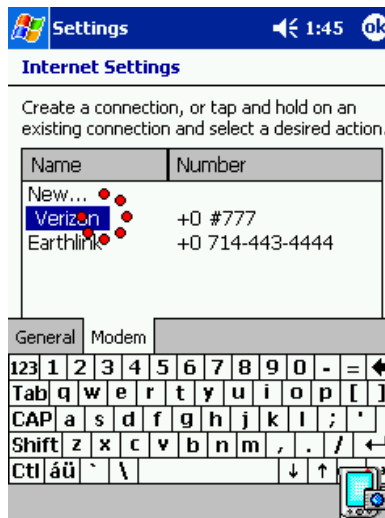 Settings 1:45 ok
Internet Settings
Create a connection, or tap and hold on an
existing connection and select a desired action.
Name Number
New...
Verizon +0 #777
Earthlink +0 714-443-4444
General Modem
123 1 2 3 4 5 6 7 8 9 0 - =
Tab q w e r t y u i o p [ ]
CAP a s d f g h j k l ; '
Shift z x c v b n m , . /
Ctl áü ` \